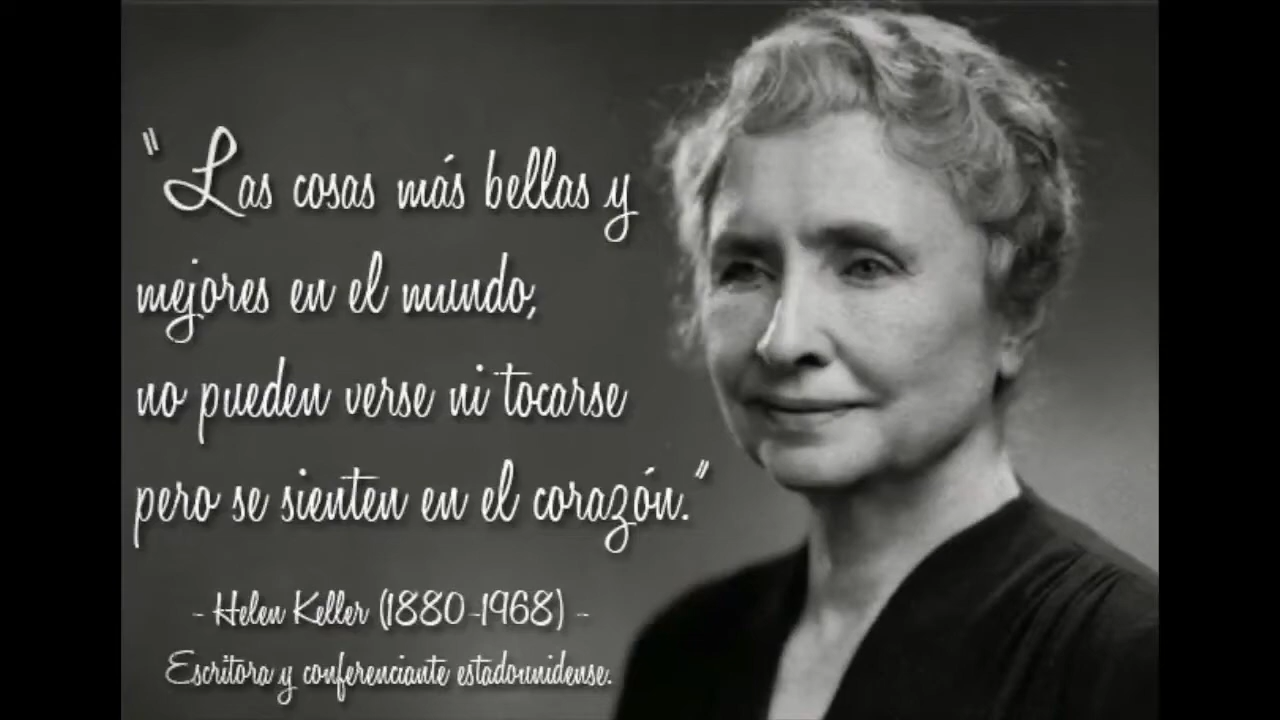 "Las cosas más bellas y
mejores en el mundo,
no pueden verse ni tocarse
pero se sienten en el corazón."
- Helen Keller (1880-1968) -
Escritora y conferenciante estadounidense.